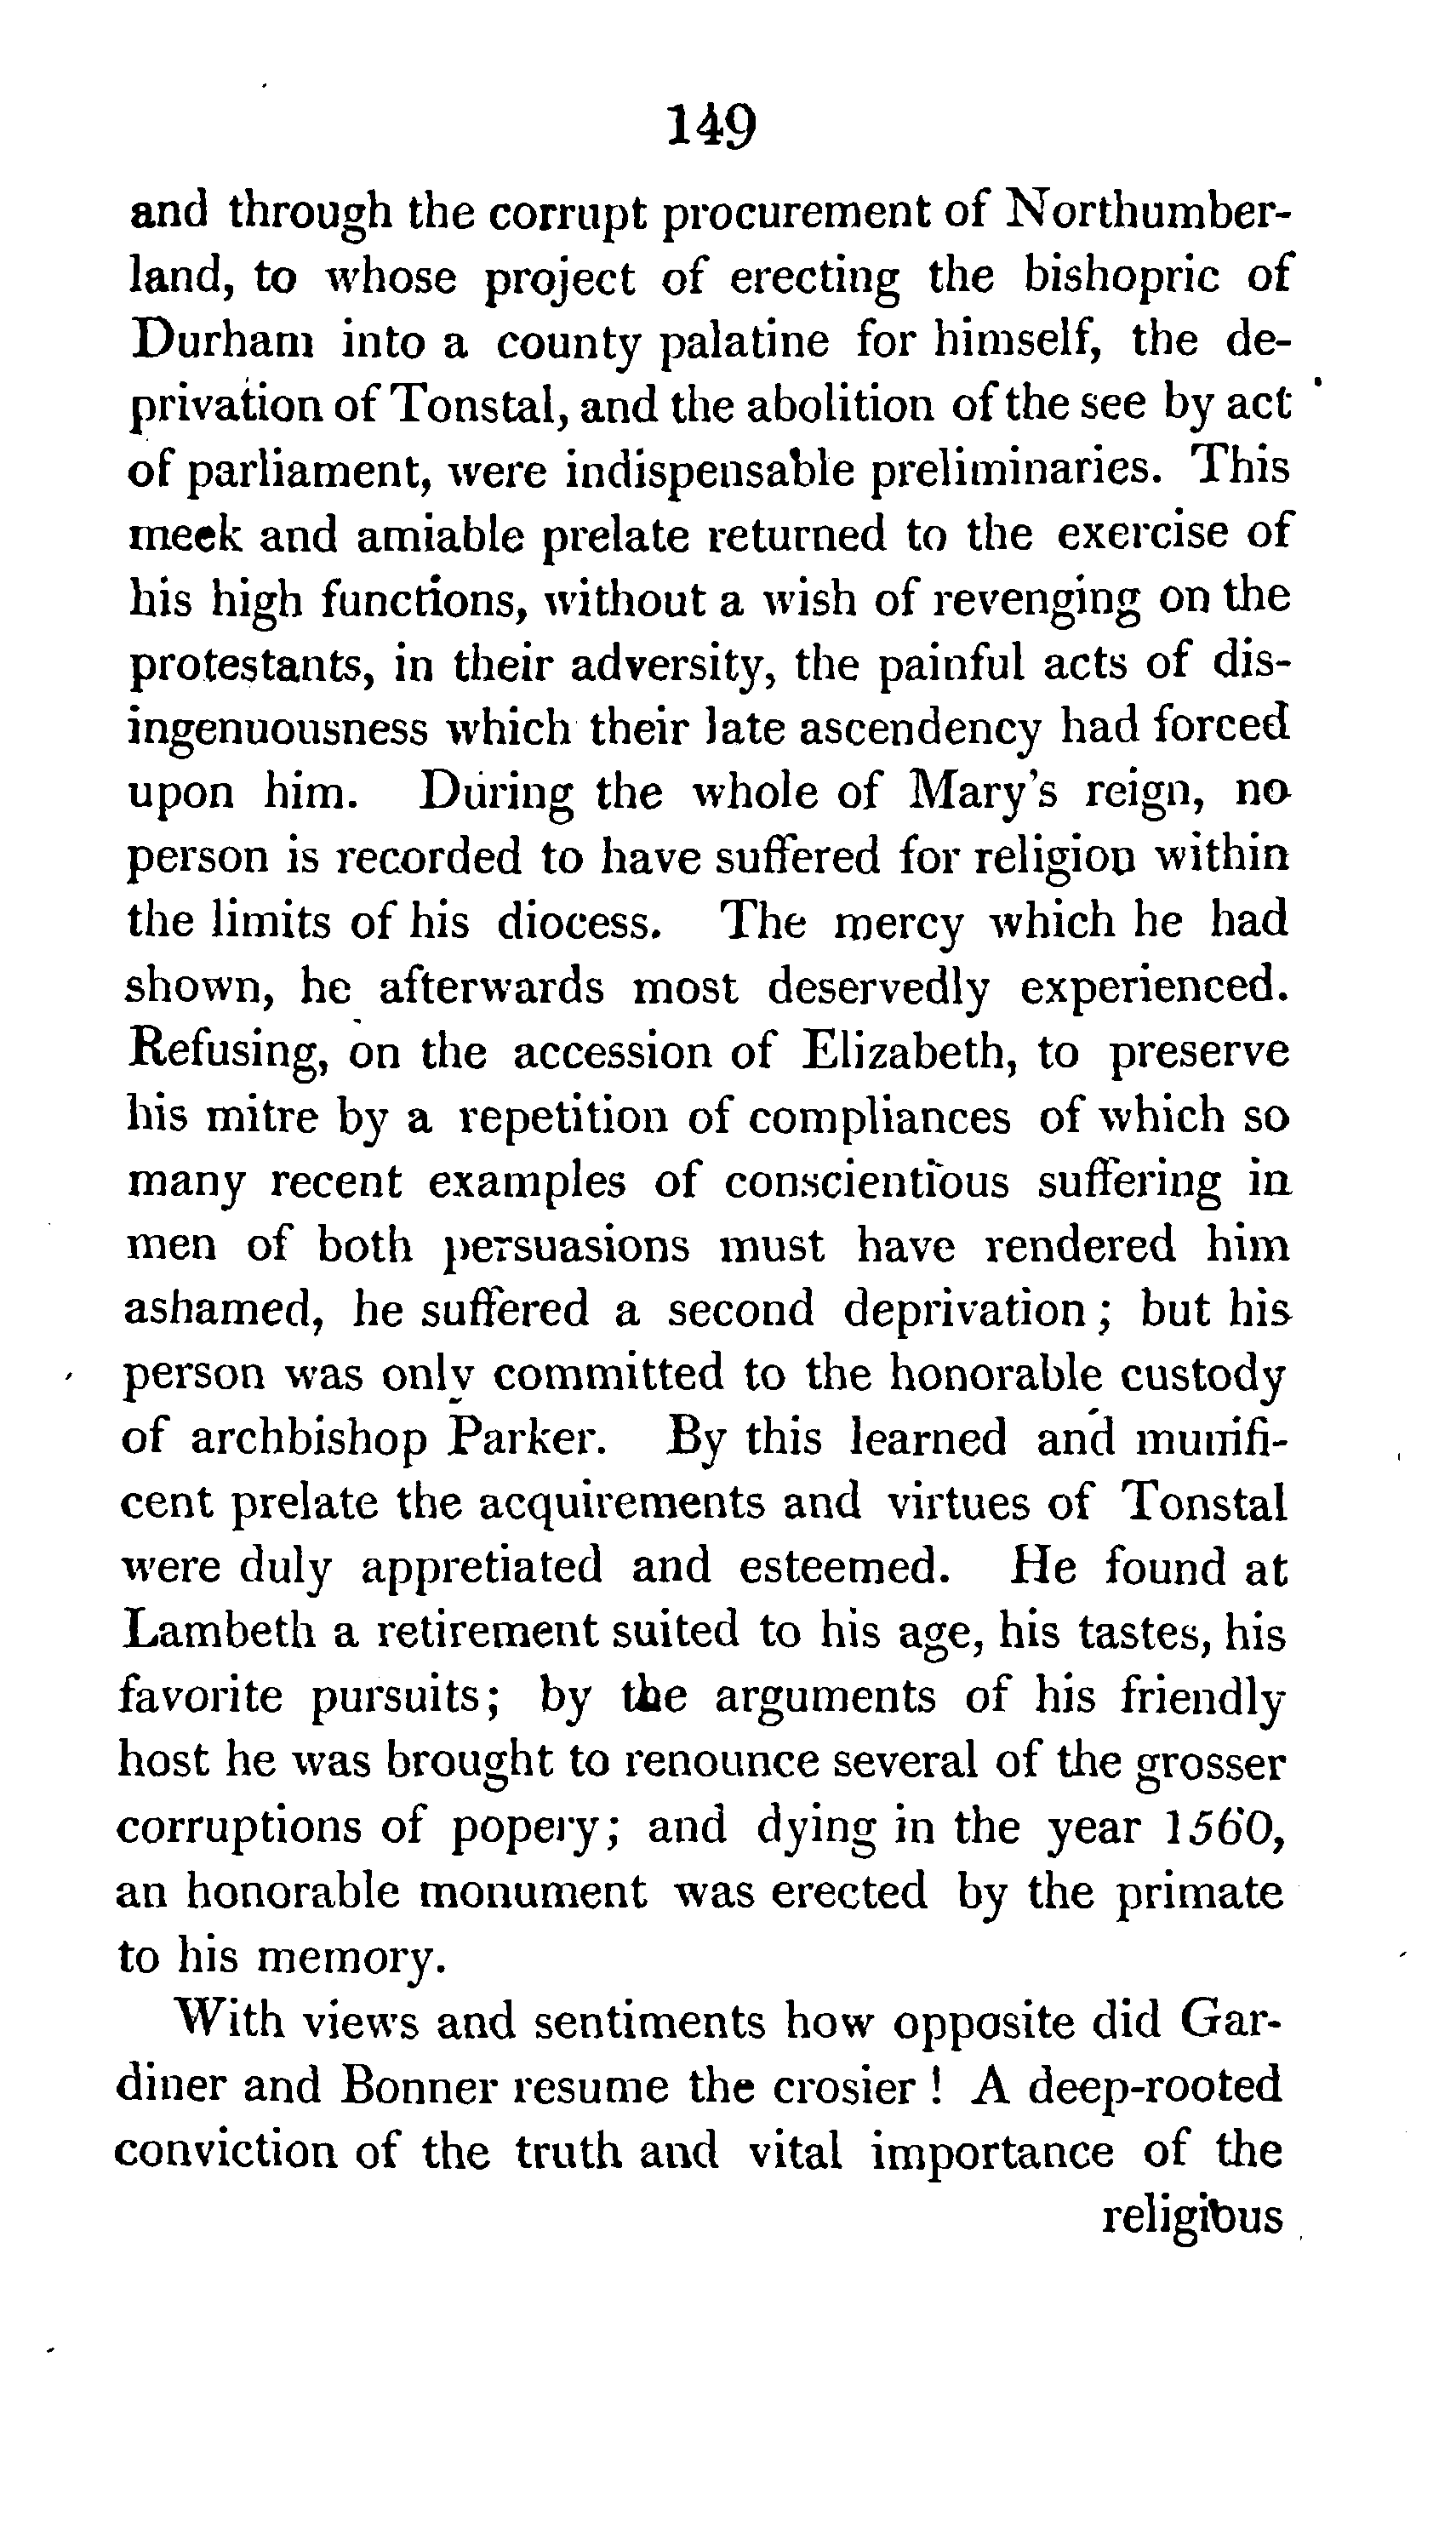 149
and through the corrupt procurement of Northumber-
land, to whose project of erecting the bishopric of
Durham into a county palatine for himself, the de-
privation of Tonstal, and the abolition of the see by act
of parliament, were indispensable preliminaries. This
meek and amiable prelate returned to the exercise of
his high functions, without a wish of revenging on the
protestants, in their adversity, the painful acts of dis-
ingenuousness which their late ascendency had forced
upon him. During the whole of Mary's reign, no
person is recorded to have suffered for religion within
the limits of his diocess. The mercy which he had
shown, he afterwards most deservedly experienced.
Refusing, on the accession of Elizabeth, to preserve
his mitre by a repetition of compliances of which so
many recent examples of conscientious suffering in
men of both persuasions must have rendered him
ashamed, he suffered a second deprivation; but his
person was only committed to the honorable custody
of archbishop Parker. By this learned and munifi-
cent prelate the acquirements and virtues of Tonstal
were duly appretiated and esteemed. He found at
Lambeth a retirement suited to his age, his tastes, his
favorite pursuits; by the arguments of his friendly
host he was brought to renounce several of the grosser
corruptions of popery; and dying in the year 1560,
an honorable monument was erected by the primate
to his memory.
With views and sentiments how opposite did Gar-
diner and Bonner resume the crosier! A deep-rooted
conviction of the truth and vital importance of the
religious